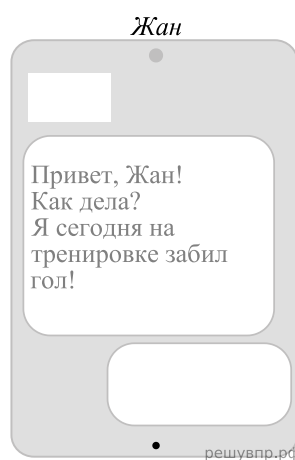 Жан
Привет, Жан!
Как дела?
Я сегодня на
тренировке забил
гол!
решувпр.рф